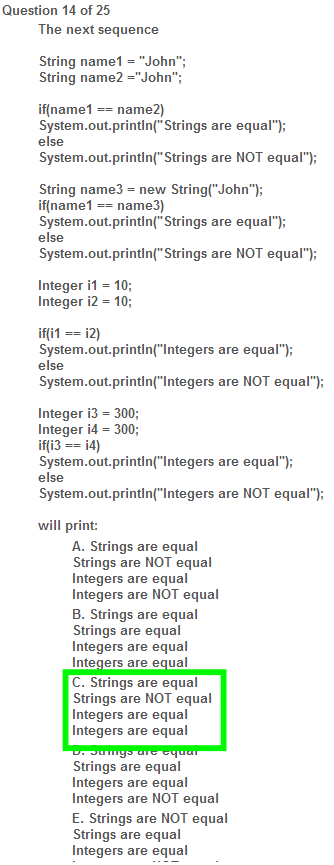 Question 14 of 25
The next sequence
String name1 = "John";
String name2 ="John";
if(name1 == name2)
System.out.println("Strings are equal");
else
System.out.println("Strings are NOT equal");
String name3 = new String("John");
if(name1 == name3)
System.out.println("Strings are equal");
else
System.out.println("Strings are NOT equal");
Integer i1 = 10;
Integer i2 = 10;
if(i1 == i2)
System.out.println("Integers are equal");
else
System.out.println("Integers are NOT equal");
Integer i3 = 300;
Integer i4 = 300;
if(i3 == i4)
System.out.println("Integers are equal");
else
System.out.println("Integers are NOT equal");
will print:
A. Strings are equal
Strings are NOT equal
Integers are equal
Integers are NOT equal
B. Strings are equal
Strings are equal
Integers are equal
Integers are equal
C. Strings are equal
Strings are NOT equal
Integers are equal
Integers are equal
D. Strings are equal
Strings are equal
Integers are equal
Integers are NOT equal
E. Strings are NOT equal
Strings are equal
Integers are equal